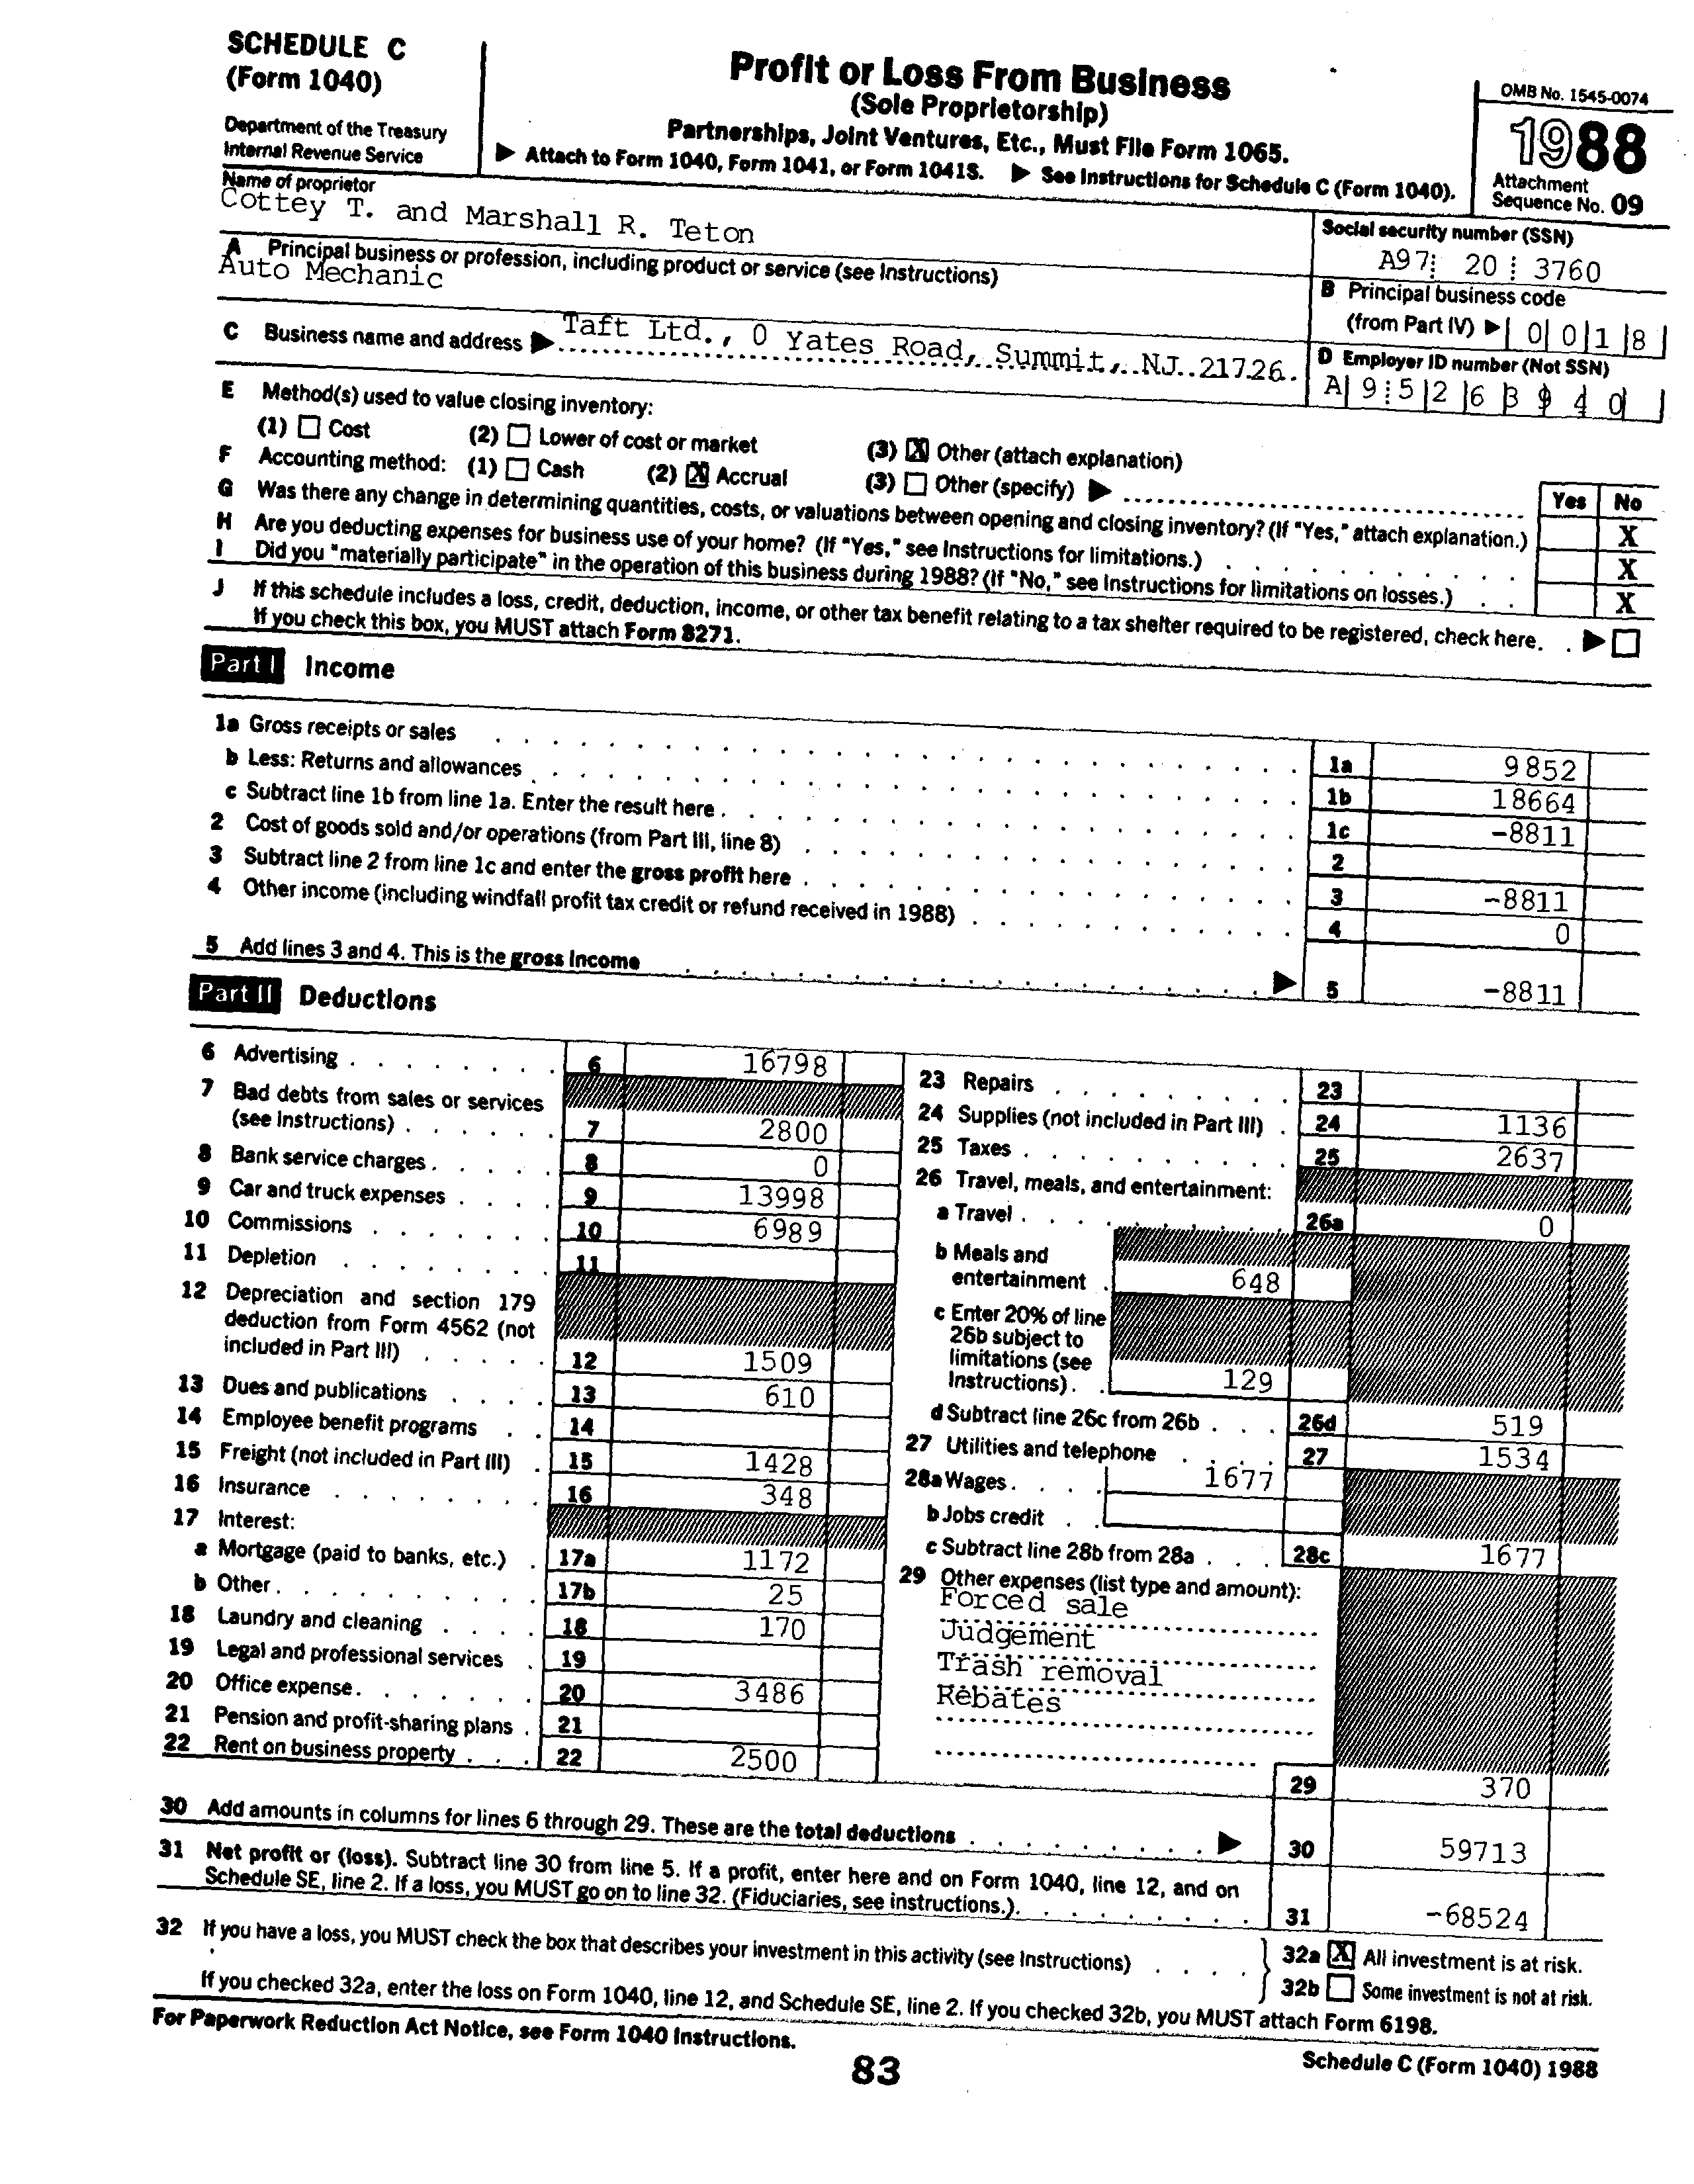 SCHEDULE C
(Form 1040)
Department of the Treasury
Internal Revenue Service
Profit or Loss From Business
(Sole Proprietorship)
Partnerships, Joint Ventures, Etc., Must File Form 1065.
▶ Attach to Form 1040, Form 1041, or Form 1041S. ▶ See Instructions for Schedule C (Form 1040).
OMB No. 1545-0074
1988
Attachment
Sequence No. 09
Name of proprietor
Cottey T. and Marshall R. Teton
Social security number (SSN)
A97 20 3760
A Principal business or profession, including product or service (see Instructions)
Auto Mechanic
B Principal business code
(from Part IV) ▶ 0 0 1 8
C Business name and address ▶ Taft Ltd., 0 Yates Road, Summit, NJ 21726
D Employer ID number (Not SSN)
A 9 5 2 6 3 9 4 0
E Method(s) used to value closing inventory:
(1) ☐ Cost (2) ☐ Lower of cost or market (3) ☒ Other (attach explanation)
F Accounting method: (1) ☐ Cash (2) ☒ Accrual (3) ☐ Other (specify) ▶
Yes No
G Was there any change in determining quantities, costs, or valuations between opening and closing inventory? (If "Yes," attach explanation.) X
H Are you deducting expenses for business use of your home? (If "Yes," see Instructions for limitations.) X
I Did you "materially participate" in the operation of this business during 1988? (If "No," see Instructions for limitations on losses.) X
J If this schedule includes a loss, credit, deduction, income, or other tax benefit relating to a tax shelter required to be registered, check here. ▶ ☐
If you check this box, you MUST attach Form 8271.
Part I Income
1a Gross receipts or sales 1a 9852
b Less: Returns and allowances 1b 18664
c Subtract line 1b from line 1a. Enter the result here 1c -8811
2 Cost of goods sold and/or operations (from Part III, line 8) 2
3 Subtract line 2 from line 1c and enter the gross profit here 3 -8811
4 Other income (including windfall profit tax credit or refund received in 1988) 4 0
5 Add lines 3 and 4. This is the gross income ▶ 5 -8811
Part II Deductions
6 Advertising 6 16798
7 Bad debts from sales or services
(see Instructions) 7 2800
8 Bank service charges 8 0
9 Car and truck expenses 9 13998
10 Commissions 10 6989
11 Depletion 11
12 Depreciation and section 179
deduction from Form 4562 (not
included in Part III) 12 1509
13 Dues and publications 13 610
14 Employee benefit programs 14
15 Freight (not included in Part III) 15 1428
16 Insurance 16 348
17 Interest:
a Mortgage (paid to banks, etc.) 17a 1172
b Other 17b 25
18 Laundry and cleaning 18 170
19 Legal and professional services 19
20 Office expense 20 3486
21 Pension and profit-sharing plans 21
22 Rent on business property 22 2500
23 Repairs 23
24 Supplies (not included in Part III) 24 1136
25 Taxes 25 2637
26 Travel, meals, and entertainment:
a Travel 26a 0
b Meals and
entertainment 648
c Enter 20% of line
26b subject to
limitations (see
Instructions) 129
d Subtract line 26c from 26b 26d 519
27 Utilities and telephone 27 1534
28a Wages 1677
b Jobs credit
c Subtract line 28b from 28a 28c 1677
29 Other expenses (list type and amount):
Forced sale
Judgement
Trash removal
Rebates
29 370
30 Add amounts in columns for lines 6 through 29. These are the total deductions ▶ 30 59713
31 Net profit or (loss). Subtract line 30 from line 5. If a profit, enter here and on Form 1040, line 12, and on
Schedule SE, line 2. If a loss, you MUST go on to line 32. (Fiduciaries, see instructions.) 31 -68524
32 If you have a loss, you MUST check the box that describes your investment in this activity (see Instructions)
32a ☒ All investment is at risk.
32b ☐ Some investment is not at risk.
If you checked 32a, enter the loss on Form 1040, line 12, and Schedule SE, line 2. If you checked 32b, you MUST attach Form 6198.
For Paperwork Reduction Act Notice, see Form 1040 Instructions.
83
Schedule C (Form 1040) 1988